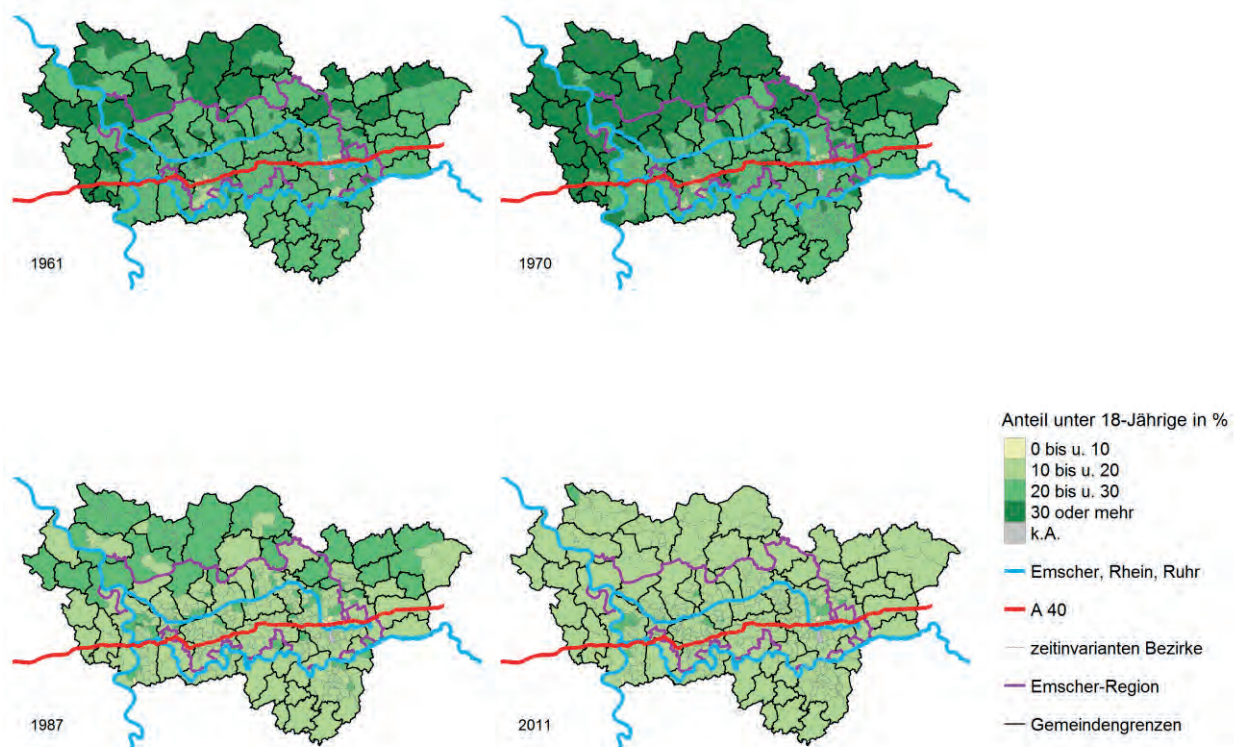 1961
1970
Anteil unter 18-Jährige in %
0 bis u. 10
10 bis u. 20
20 bis u. 30
30 oder mehr
k.A.
Emscher, Rhein, Ruhr
A 40
zeitinvarianten Bezirke
Emscher-Region
Gemeindengrenzen
1987
2011